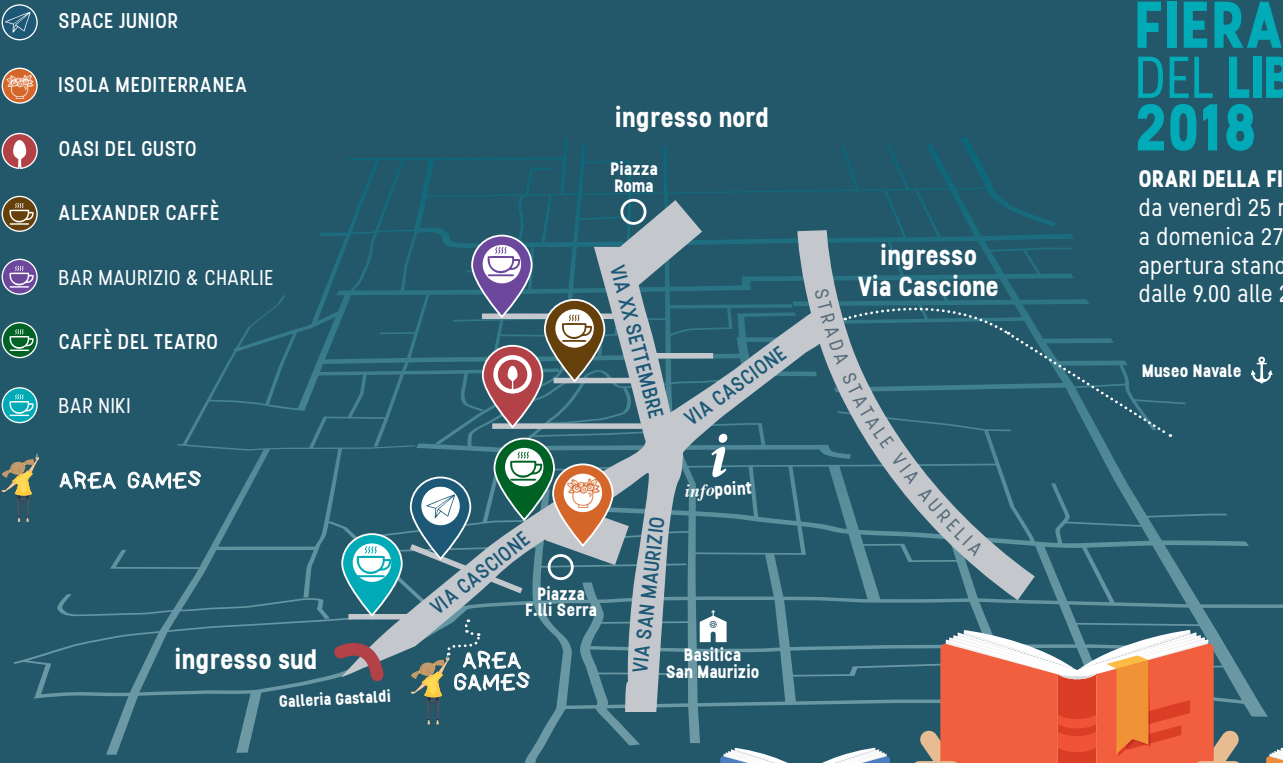 SPACE JUNIOR
ISOLA MEDITERRANEA
OASI DEL GUSTO
ALEXANDER CAFFÈ
BAR MAURIZIO & CHARLIE
CAFFÈ DEL TEATRO
BAR NIKI
AREA GAMES
ingresso nord
Piazza
Roma
VIA XX SETTEMBRE
VIA CASCIONE
STRADA STATALE VIA AURELIA
ingresso
Via Cascione
i
infopoint
VIA CASCIONE
VIA SAN MAURIZIO
Piazza
F.lli Serra
Basilica
San Maurizio
ingresso sud
Galleria Gastaldi
AREA
GAMES
FIERA
DEL
2018
ORARI DELLA
da venerdì 25
a domenica 27
apertura
dalle 9.00 alle
Museo Navale